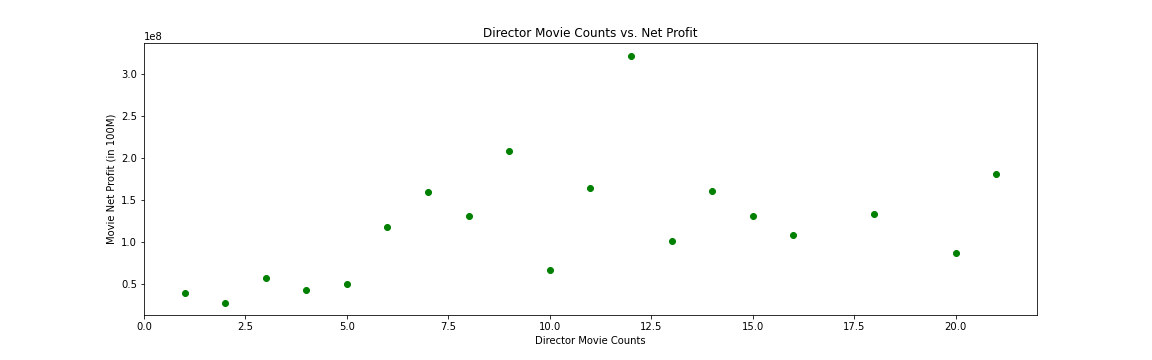 Director Movie Counts vs. Net Profit
1e8
3.0
2.5
2.0
1.5
1.0
0.5
Movie Net Profit (in 100M)
0.0 2.5 5.0 7.5 10.0 12.5 15.0 17.5 20.0
Director Movie Counts